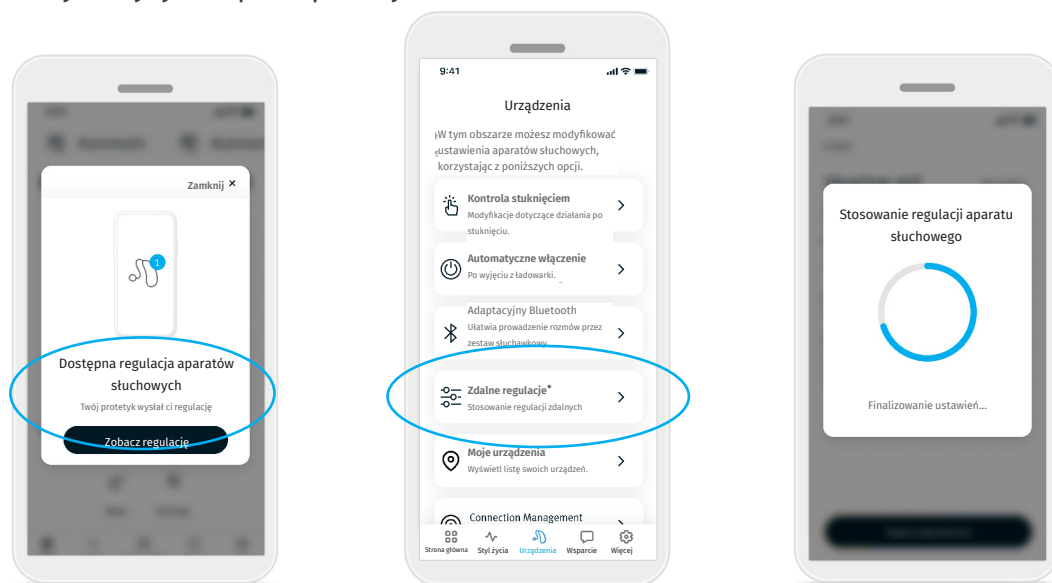 Zamknij ×
1
Dostępna regulacja aparatów
słuchowych
Twój protetyk wysłał ci regulację
Zobacz regulację
9:41
Urządzenia
W tym obszarze możesz modyfikować
ustawienia aparatów słuchowych,
korzystając z poniższych opcji.
Kontrola stuknięciem
Modyfikacje dotyczące działania po
stuknięciu.
Automatyczne włączenie
Po wyjęciu z ładowarki.
Adaptacyjny Bluetooth
Ułatwia prowadzenie rozmów przez
zestaw słuchawkowy
Zdalne regulacje*
Stosowanie regulacji zdalnych
Moje urządzenia
Wyświetl listę swoich urządzeń.
Connection Management
Strona główna Styl życia Urządzenia Wsparcie Więcej
Stosowanie regulacji aparatu
słuchowego
Finalizowanie ustawień...